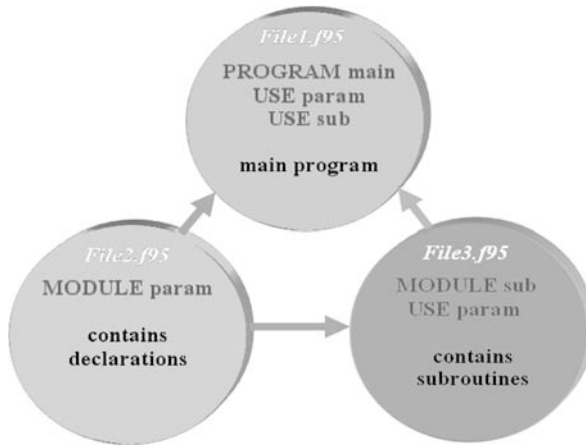 File1.f95
PROGRAM main
USE param
USE sub
main program
File2.f95
MODULE param
contains
declarations
File3.f95
MODULE sub
USE param
contains
subroutines